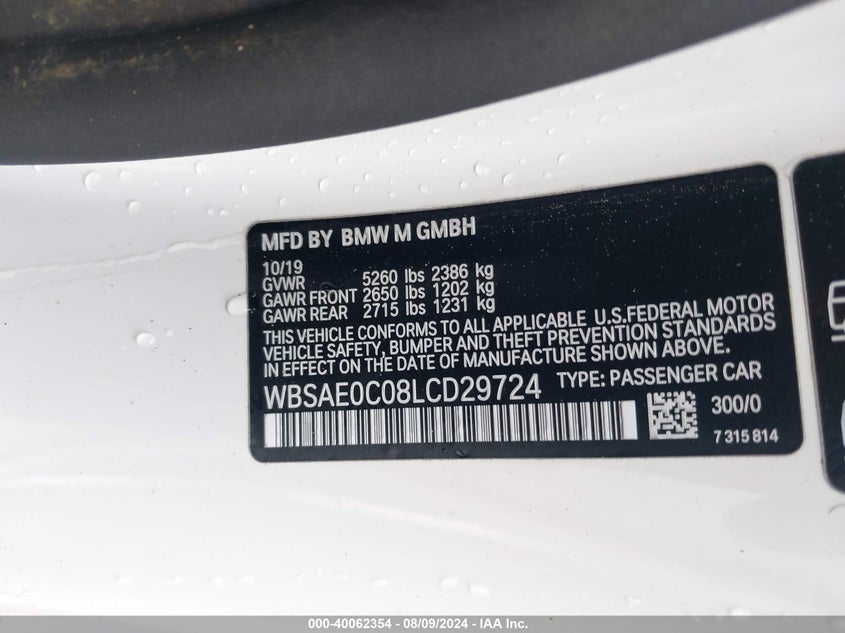 MFD BY BMW M GMBH
10/19
GVWR 5260 lbs 2386 kg
GAWR FRONT 2650 lbs 1202 kg
GAWR REAR 2715 lbs 1231 kg
THIS VEHICLE CONFORMS TO ALL APPLICABLE U.S.FEDERAL MOTOR
VEHICLE SAFETY, BUMPER AND THEFT PREVENTION STANDARDS
IN EFFECT ON THE DATE OF MANUFACTURE SHOWN ABOVE.
WBSAE0C08LCD29724 TYPE: PASSENGER CAR
300/0
7 315 814
000-40062354 - 08/09/2024 - IAA Inc.